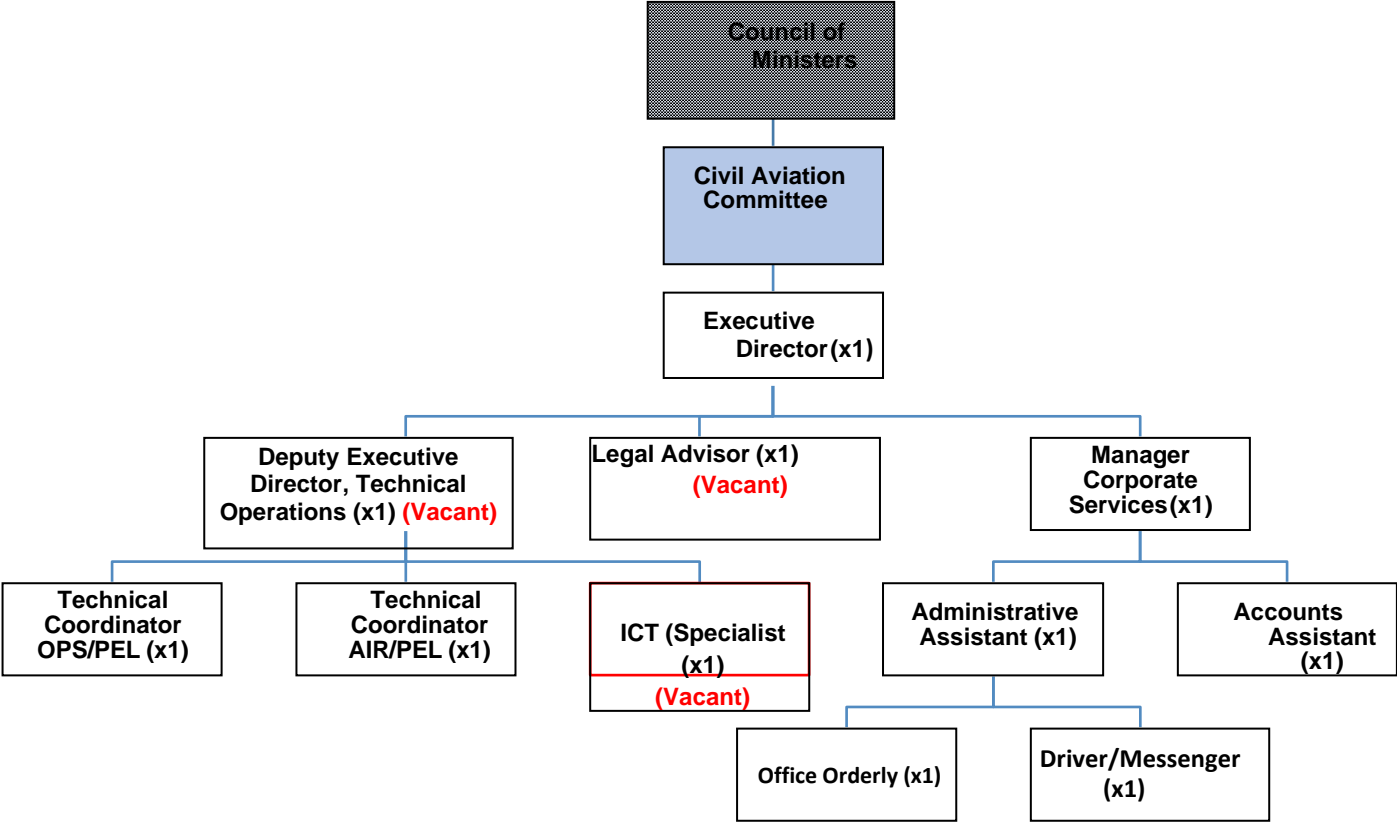 Council of
Ministers
Civil Aviation
Committee
Executive
Director (x1)
Deputy Executive
Director, Technical
Operations (x1) (Vacant)
Legal Advisor (x1)
(Vacant)
Manager
Corporate
Services (x1)
Technical
Coordinator
OPS/PEL (x1)
Technical
Coordinator
AIR/PEL (x1)
ICT (Specialist
(x1)
(Vacant)
Administrative
Assistant (x1)
Accounts
Assistant
(x1)
Office Orderly (x1)
Driver/Messenger
(x1)